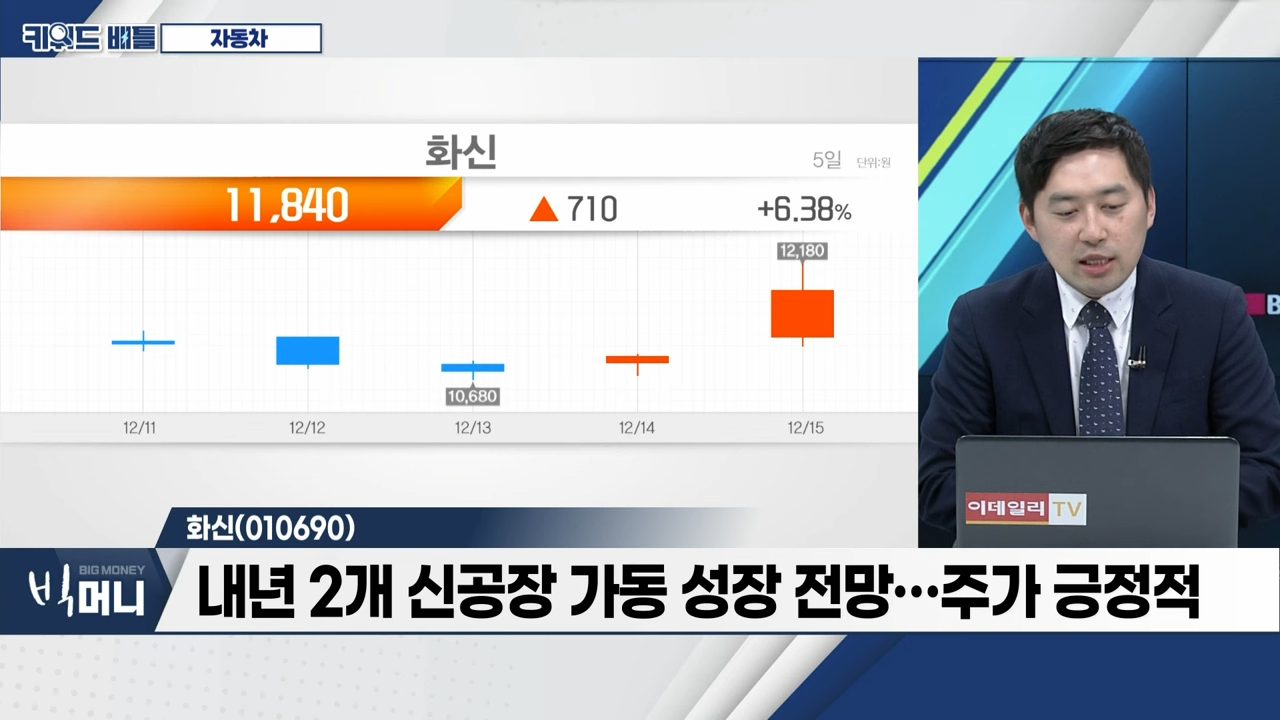 키워드 배틀
자동차
화신
5일 단위:원
11,840 ▲710 +6.38%
12,180
10,680
12/11 12/12 12/13 12/14 12/15
B
이데일리TV
화신(010690)
BIG MONEY
빅머니
내년 2개 신공장 가동 성장 전망…주가 긍정적